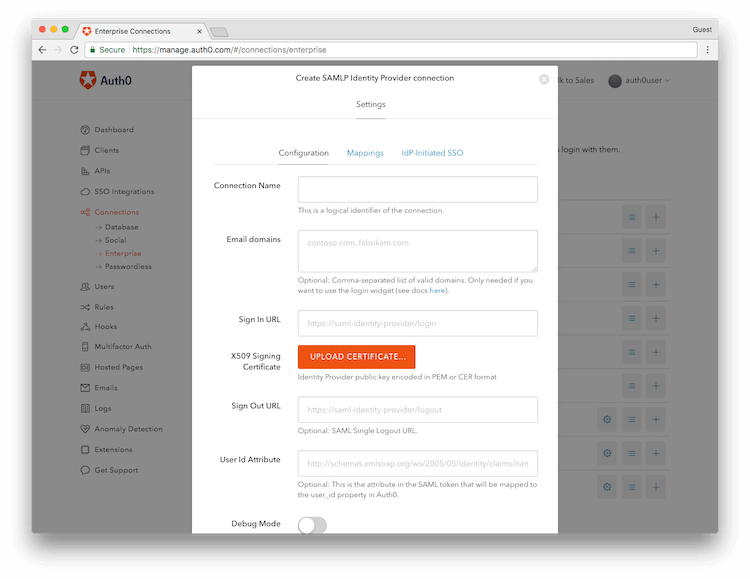 Enterprise Connections
Guest
Secure
https://manage.auth0.com/#/connections/enterprise
Create SAMLP Identity Provider connection
Auth0
lk to Sales
auth0user
Settings
Dashboard
Clients
APIs
SSO Integrations
Connections
Database
Social
Enterprise
Passwordless
Users
Rules
Hooks
Multifactor Auth
Hosted Pages
Emails
Logs
Anomaly Detection
Extensions
Get Support
login with them.
Configuration Mappings IdP-Initiated SSO
Connection Name
This is a logical identifier of the connection.
Email domains
contoso.com, fabrikam.com
Optional: Comma-separated list of valid domains. Only needed if you
want to use the login widget (see docs here).
Sign In URL
https://saml-identity-provider/login
X509 Signing
Certificate
UPLOAD CERTIFICATE...
Identity Provider public key encoded in PEM or CER format
Sign Out URL
https://saml-identity-provider/logout
Optional: SAML Single Logout URL.
User Id Attribute
http://schemas.xmlsoap.org/ws/2005/05/identity/claims/nan
Optional: This is the attribute in the SAML token that will be mapped to
the user_id property in Auth0.
Debug Mode